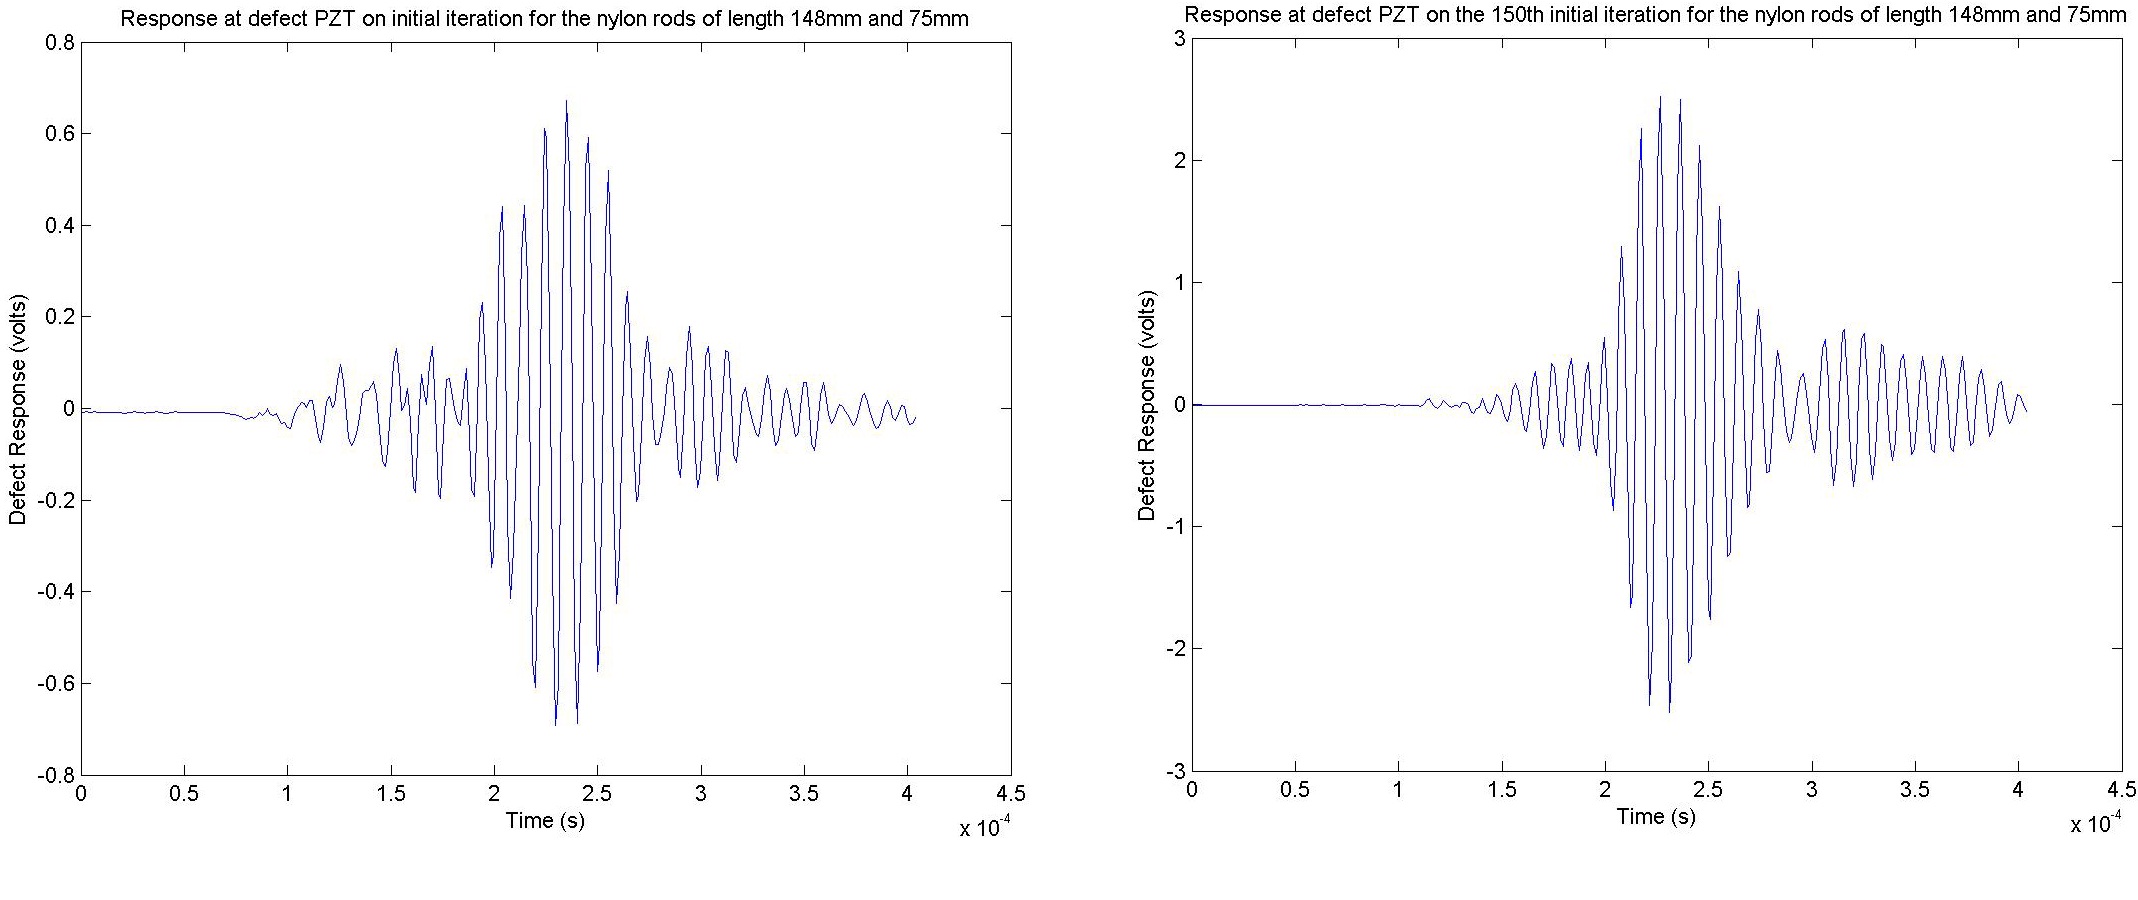 Response at defect PZT on initial iteration for the nylon rods of length 148mm and 75mm
0.8
0.6
0.4
0.2
0
-0.2
-0.4
-0.6
-0.8
Defect Response (volts)
0 0.5 1 1.5 2 2.5 3 3.5 4 4.5
Time (s)
x 10-4
Response at defect PZT on the 150th initial iteration for the nylon rods of length 148mm and 75mm
3
2
1
0
-1
-2
-3
Defect Response (volts)
0 0.5 1 1.5 2 2.5 3 3.5 4 4.5
Time (s)
x 10-4